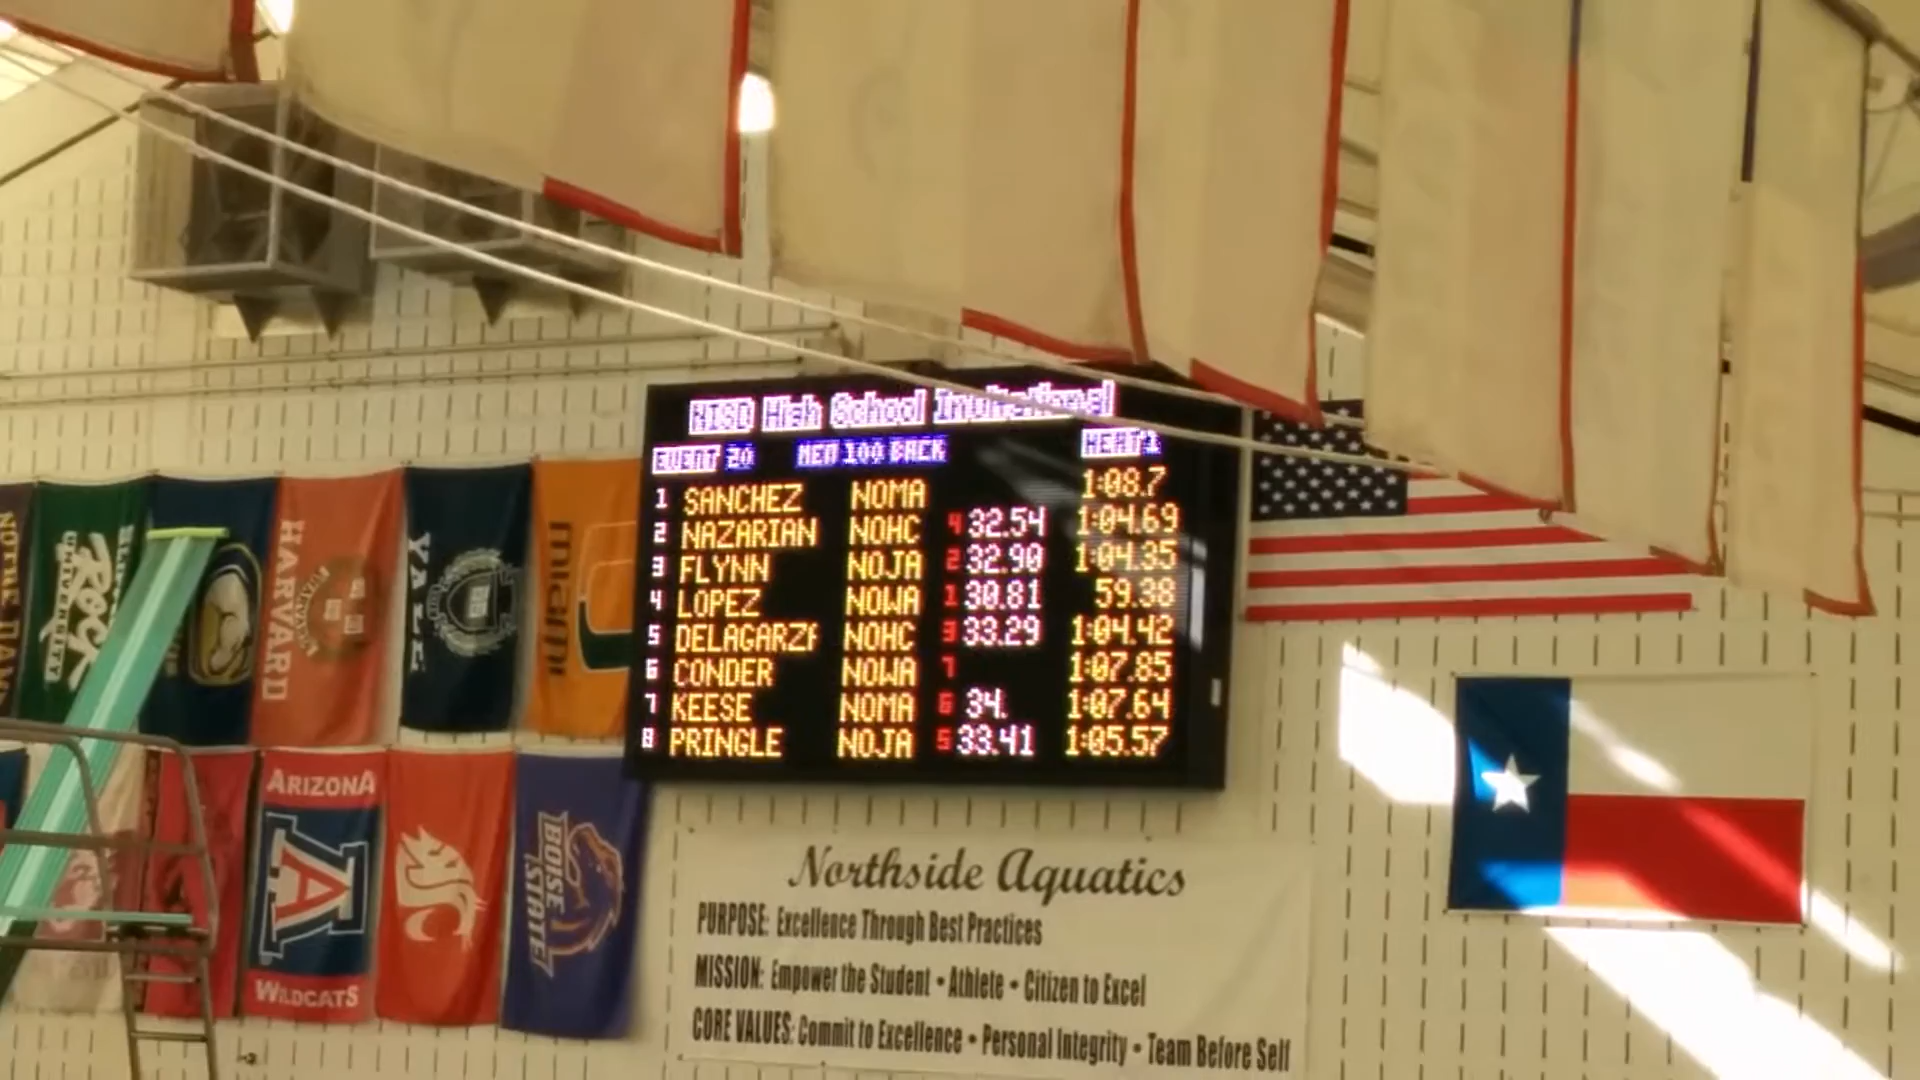 NISD High School Invitational
EVENT 20 MEN 100 BACK HEAT 1
1 SANCHEZ NOMA 1:08.7
2 NAZARIAN NOHC 4 32.54 1:04.69
3 FLYNN NOJA 2 32.90 1:04.35
4 LOPEZ NOWA 1 30.81 59.38
5 DELAGARZA NOHC 3 33.29 1:04.42
6 CONDER NOWA 7 1:07.85
7 KEESE NOMA 6 34. 1:07.64
8 PRINGLE NOJA 5 33.41 1:05.57
NOTRE DAME
SLIPPERY
Rock
UNIVERSITY
HARVARD
YALE
miami
ARIZONA
A
WILDCATS
BOISE
STATE
Northside Aquatics
PURPOSE: Excellence Through Best Practices
MISSION: Empower the Student • Athlete • Citizen to Excel
CORE VALUES: Commit to Excellence • Personal Integrity • Team Before Self